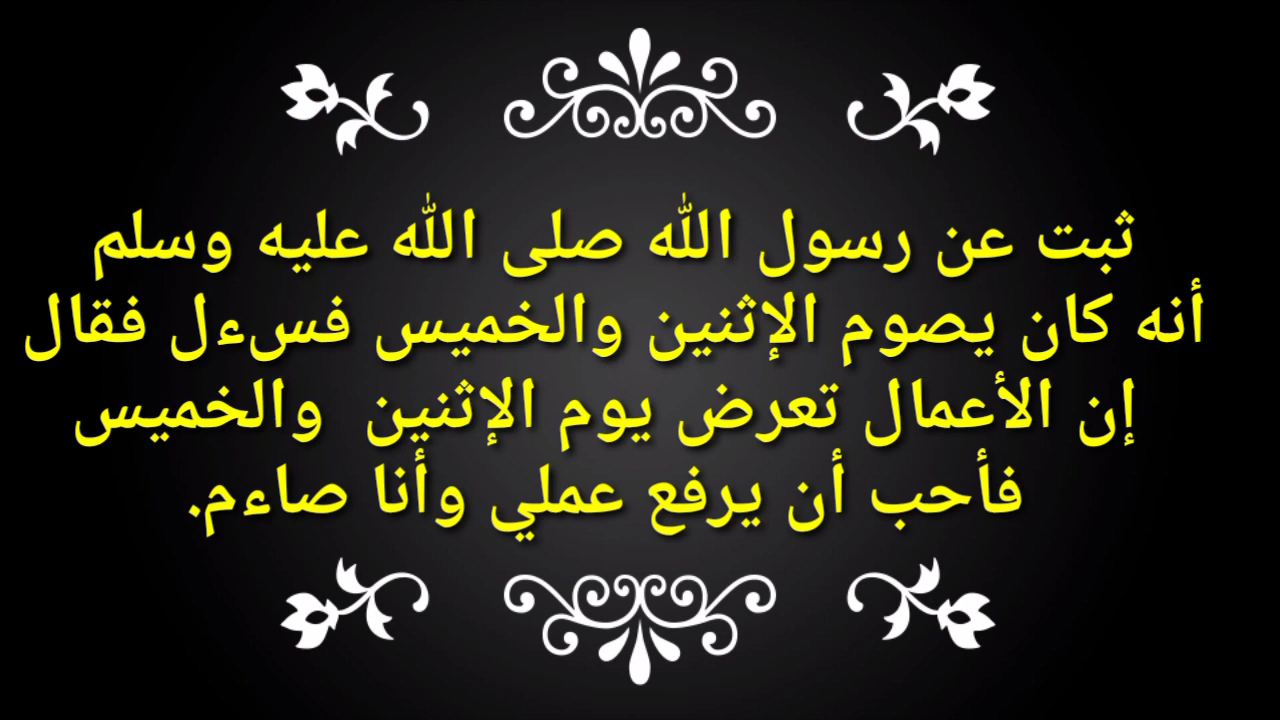 ثبت عن رسول الله صلى الله عليه وسلم
أنه كان يصوم الإثنين والخميس فسءل فقال
إن الأعمال تعرض يوم الإثنين  والخميس
فأحب أن يرفع عملي وأنا صاءم.